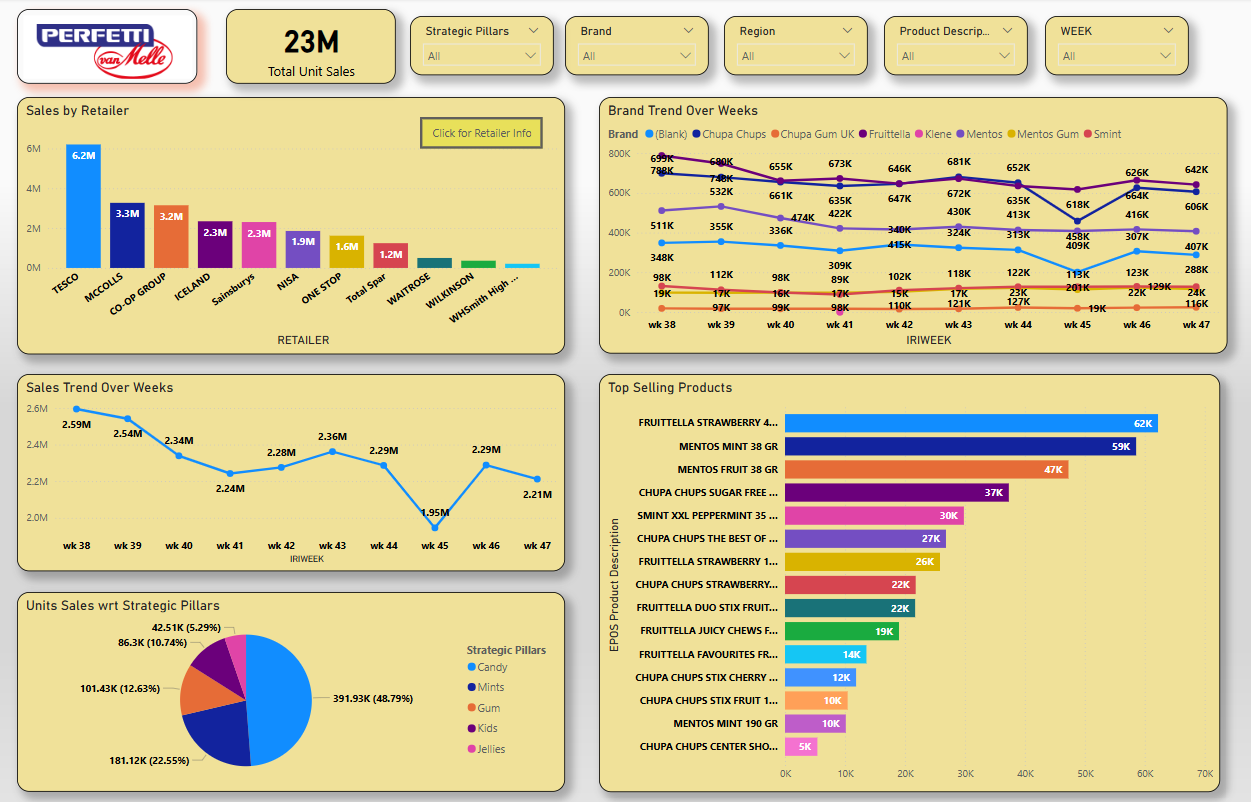 PERFETTI
van Melle
23M
Total Unit Sales
Strategic Pillars
All
Brand
All
Region
All
Product Descrip...
All
WEEK
All
Sales by Retailer
Click for Retailer Info
6M
4M
2M
0M
6.2M
3.3M
3.2M
2.3M
2.3M
1.9M
1.6M
1.2M
TESCO
MCCOLLS
CO-OP GROUP
ICELAND
Sainsburys
NISA
ONE STOP
Total Spar
WAITROSE
WILKINSON
WHSmith High ...
RETAILER
Brand Trend Over Weeks
Brand (Blank) Chupa Chups Chupa Gum UK Fruittella Klene Mentos Mentos Gum Smint
800K
600K
400K
200K
0K
699K 680K 655K 673K 646K 681K 652K 626K 642K
788K 748K 661K 635K 647K 672K 635K 618K 664K 606K
511K 532K 474K 422K 415K 430K 413K 409K 416K 407K
348K 355K 336K 309K 340K 324K 313K 458K 307K 288K
98K 112K 98K 89K 102K 118K 122K 113K 123K 129K
19K 17K 16K 17K 15K 17K 23K 201K 22K 24K
97K 99K 98K 110K 121K 127K 19K 116K
wk 38 wk 39 wk 40 wk 41 wk 42 wk 43 wk 44 wk 45 wk 46 wk 47
IRIWEEK
Sales Trend Over Weeks
2.6M
2.4M
2.2M
2.0M
2.59M
2.54M
2.34M
2.24M
2.28M
2.36M
2.29M
1.95M
2.29M
2.21M
wk 38 wk 39 wk 40 wk 41 wk 42 wk 43 wk 44 wk 45 wk 46 wk 47
IRIWEEK
Top Selling Products
EPOS Product Description
FRUITTELLA STRAWBERRY 4... 62K
MENTOS MINT 38 GR 59K
MENTOS FRUIT 38 GR 47K
CHUPA CHUPS SUGAR FREE ... 37K
SMINT XXL PEPPERMINT 35 ... 30K
CHUPA CHUPS THE BEST OF ... 27K
FRUITTELLA STRAWBERRY 1... 26K
CHUPA CHUPS STRAWBERRY... 22K
FRUITTELLA DUO STIX FRUIT... 22K
FRUITTELLA JUICY CHEWS F... 19K
FRUITTELLA FAVOURITES FR... 14K
CHUPA CHUPS STIX CHERRY ... 12K
CHUPA CHUPS STIX FRUIT 1... 10K
MENTOS MINT 190 GR 10K
CHUPA CHUPS CENTER SHO... 5K
0K 10K 20K 30K 40K 50K 60K 70K
Units Sales wrt Strategic Pillars
42.51K (5.29%)
86.3K (10.74%)
101.43K (12.63%)
181.12K (22.55%)
391.93K (48.79%)
Strategic Pillars
Candy
Mints
Gum
Kids
Jellies